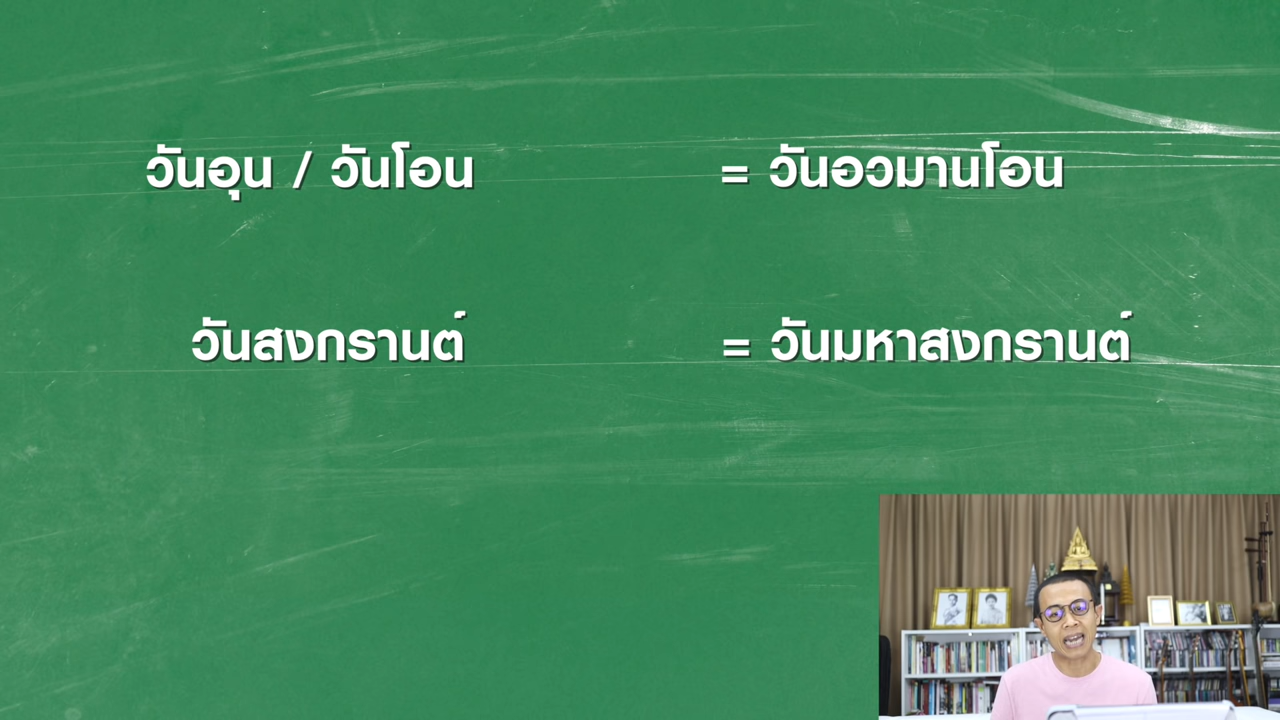 วันอุน / วันโอน = วันอวมานโอน
วันสงกรานต์ = วันมหาสงกรานต์